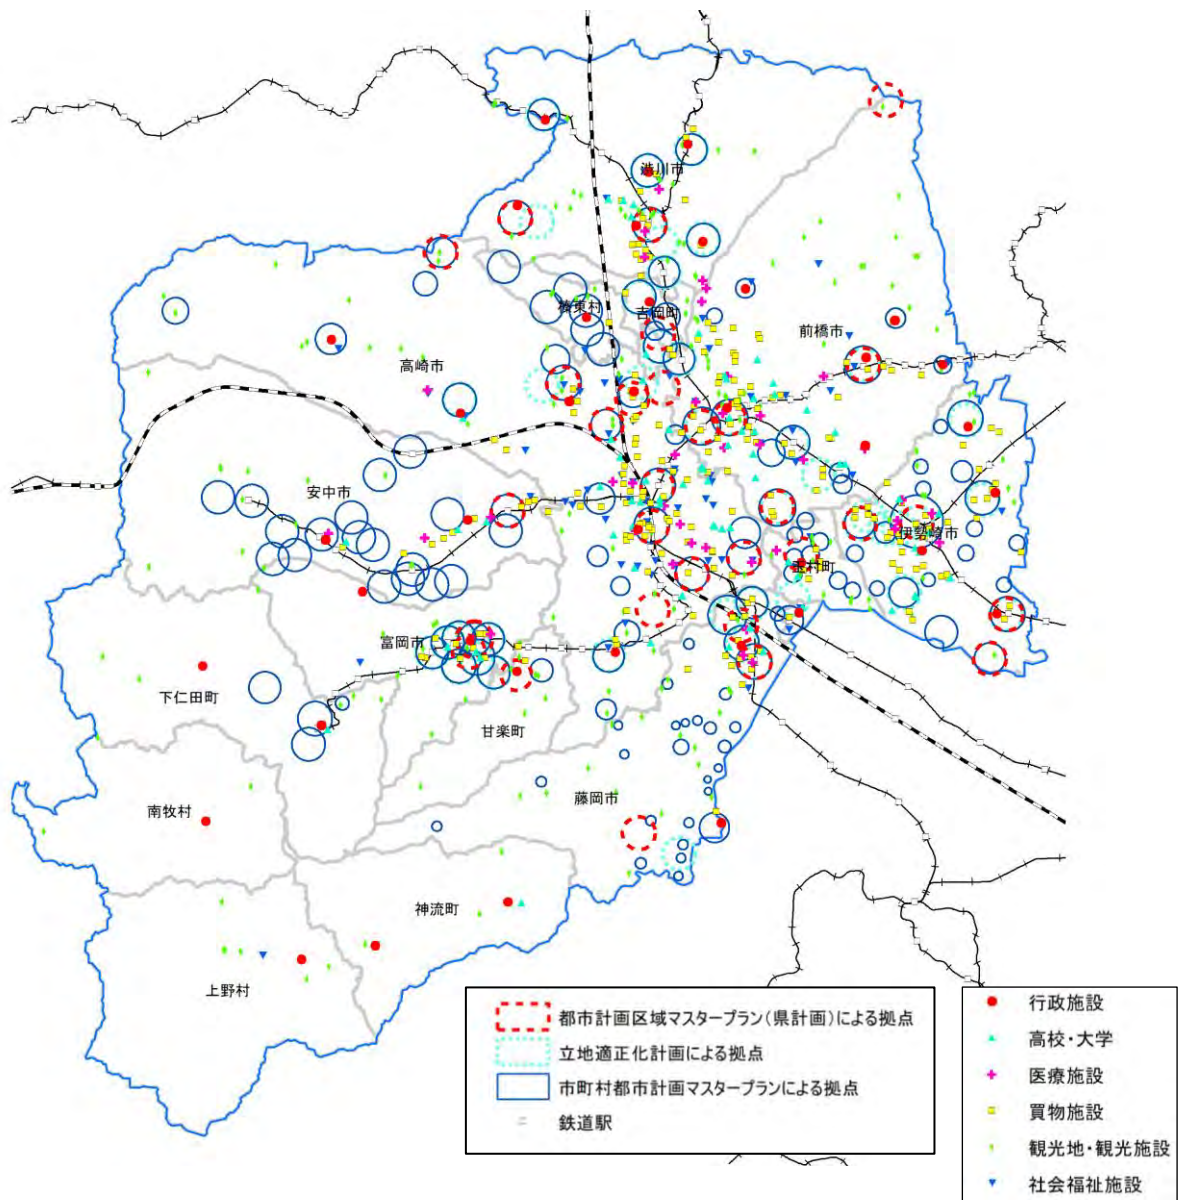 渋川市
榛東村
吉岡町
前橋市
高崎市
安中市
伊勢崎市
玉村町
富岡市
下仁田町
甘楽町
藤岡市
南牧村
神流町
上野村
都市計画区域マスタープラン(県計画)による拠点
立地適正化計画による拠点
市町村都市計画マスタープランによる拠点
鉄道駅
行政施設
高校・大学
医療施設
買物施設
観光地・観光施設
社会福祉施設